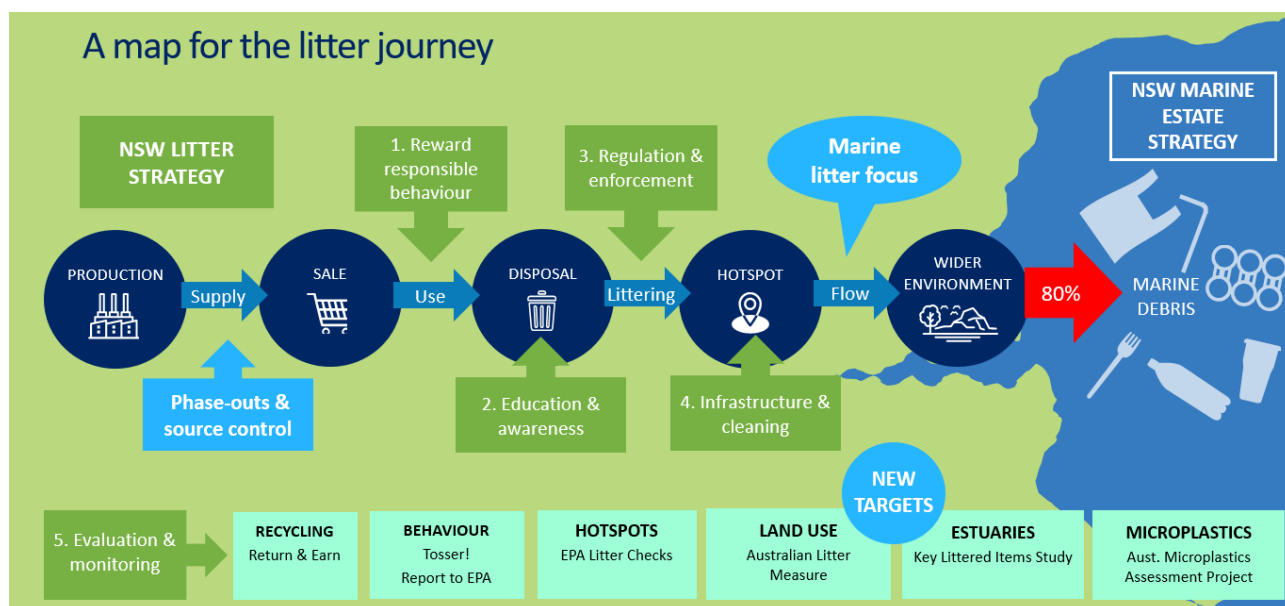 A map for the litter journey
NSW LITTER
STRATEGY
1. Reward
responsible
behaviour
3. Regulation &
enforcement
Marine
litter focus
NSW MARINE
ESTATE
STRATEGY
PRODUCTION
Supply
SALE
Use
DISPOSAL
Littering
HOTSPOT
Flow
WIDER
ENVIRONMENT
80%
MARINE
DEBRIS
Phase-outs &
source control
2. Education &
awareness
4. Infrastructure &
cleaning
NEW
TARGETS
5. Evaluation &
monitoring
RECYCLING
Return & Earn
BEHAVIOUR
Tosser!
Report to EPA
HOTSPOTS
EPA Litter Checks
LAND USE
Australian Litter
Measure
ESTUARIES
Key Littered Items Study
MICROPLASTICS
Aust. Microplastics
Assessment Project